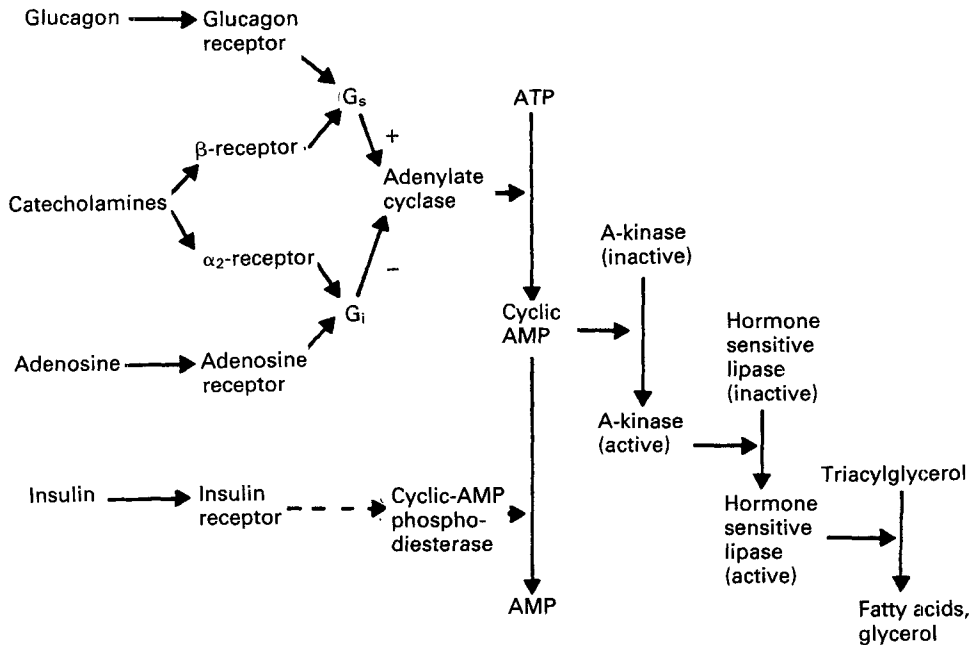 Glucagon
Glucagon
receptor
Gs
ATP
+
β-receptor
Adenylate
cyclase
Catecholamines
A-kinase
(inactive)
α2-receptor
−
Gi
Cyclic
AMP
Hormone
sensitive
lipase
(inactive)
Adenosine
Adenosine
receptor
A-kinase
(active)
Triacylglycerol
Insulin
Insulin
receptor
Cyclic-AMP
phospho-
diesterase
Hormone
sensitive
lipase
(active)
AMP
Fatty acids,
glycerol